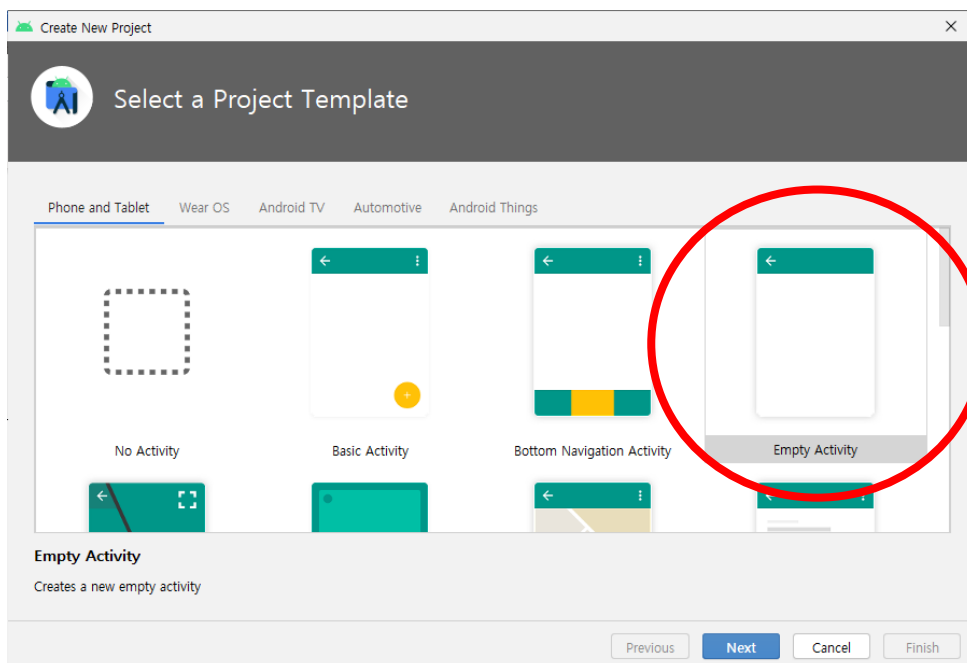 Create New Project
Select a Project Template
Phone and Tablet Wear OS Android TV Automotive Android Things
No Activity Basic Activity Bottom Navigation Activity Empty Activity
Empty Activity
Creates a new empty activity
Previous Next Cancel Finish